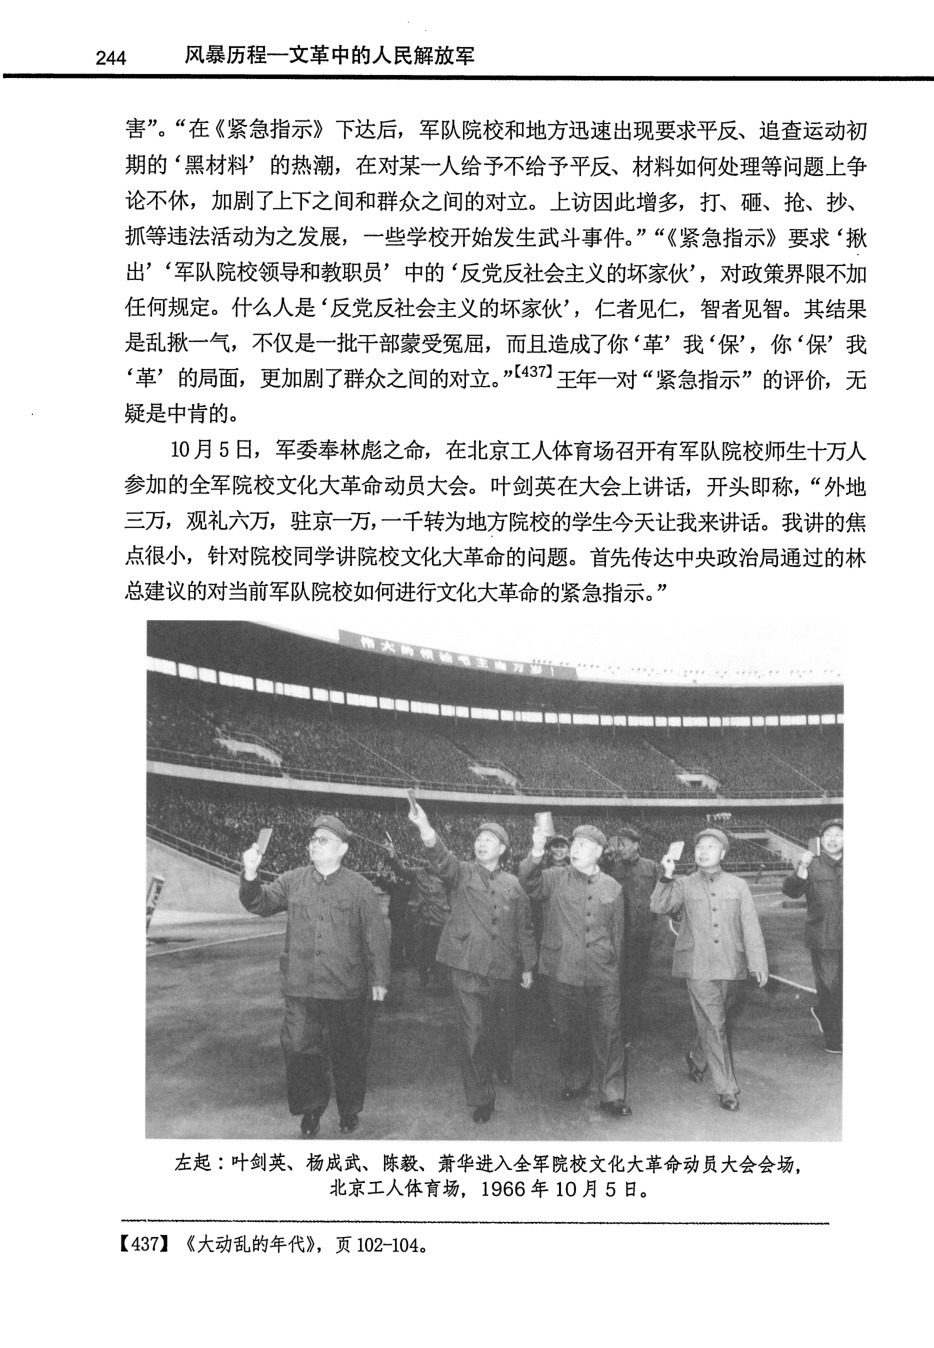 244 风暴历程—文革中的人民解放军
害”。“在《紧急指示》下达后，军队院校和地方迅速出现要求平反、追查运动初
期的‘黑材料’的热潮，在对某一人给予不给予平反、材料如何处理等问题上争
论不休，加剧了上下之间和群众之间的对立。上访因此增多，打、砸、抢、抄、
抓等违法活动为之发展，一些学校开始发生武斗事件。”“《紧急指示》要求‘揪
出’‘军队院校领导和教职员’中的‘反党反社会主义的坏家伙’，对政策界限不加
任何规定。什么人是‘反党反社会主义的坏家伙’，仁者见仁，智者见智。其结果
是乱揪一气，不仅是一批干部蒙受冤屈，而且造成了你‘革’我‘保’，你‘保’我
‘革’的局面，更加剧了群众之间的对立。”【437】王年一对“紧急指示”的评价，无
疑是中肯的。
10月5日，军委奉林彪之命，在北京工人体育场召开有军队院校师生十万人
参加的全军院校文化大革命动员大会。叶剑英在大会上讲话，开头即称，“外地
三万，观礼六万，驻京一万，一千转为地方院校的学生今天让我来讲话。我讲的焦
点很小，针对院校同学讲院校文化大革命的问题。首先传达中央政治局通过的林
总建议的对当前军队院校如何进行文化大革命的紧急指示。”
伟大的领袖毛主席万岁！
左起：叶剑英、杨成武、陈毅、萧华进入全军院校文化大革命动员大会会场，
北京工人体育场，1966年10月5日。
【437】《大动乱的年代》，页102-104。